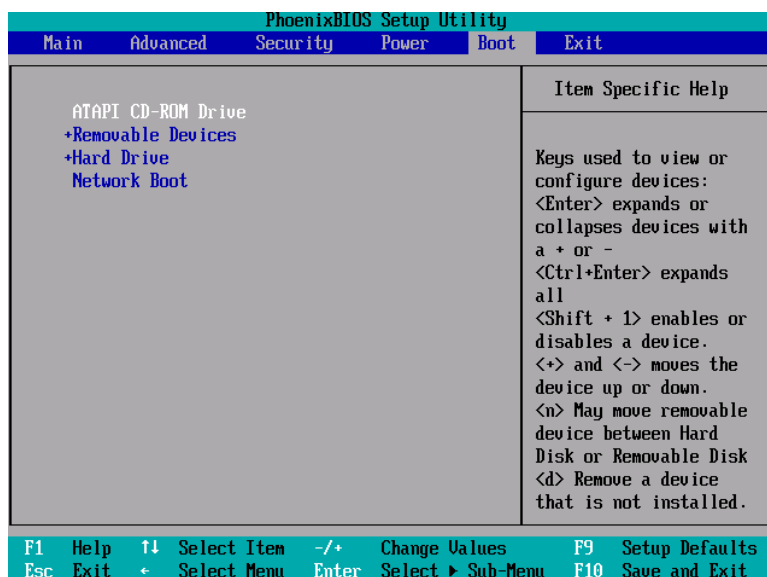 PhoenixBIOS Setup Utility
Main Advanced Security Power Boot Exit
ATAPI CD-ROM Drive
+Removable Devices
+Hard Drive
Network Boot
Item Specific Help
Keys used to view or
configure devices:
<Enter> expands or
collapses devices with
a + or -
<Ctrl+Enter> expands
all
<Shift + 1> enables or
disables a device.
<+> and <-> moves the
device up or down.
<n> May move removable
device between Hard
Disk or Removable Disk
<d> Remove a device
that is not installed.
F1 Help ↑↓ Select Item -/+ Change Values F9 Setup Defaults
Esc Exit ← Select Menu Enter Select ▶ Sub-Menu F10 Save and Exit